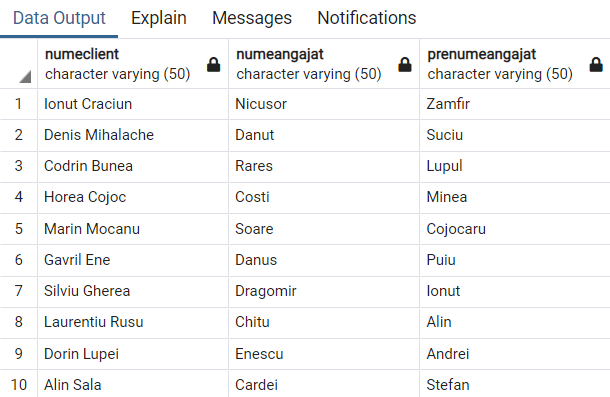 Data Output Explain Messages Notifications
numeclient numeangajat prenumeangajat
character varying (50) character varying (50) character varying (50)
1 Ionut Craciun Nicusor Zamfir
2 Denis Mihalache Danut Suciu
3 Codrin Bunea Rares Lupul
4 Horea Cojoc Costi Minea
5 Marin Mocanu Soare Cojocaru
6 Gavril Ene Danus Puiu
7 Silviu Gherea Dragomir Ionut
8 Laurentiu Rusu Chitu Alin
9 Dorin Lupei Enescu Andrei
10 Alin Sala Cardei Stefan